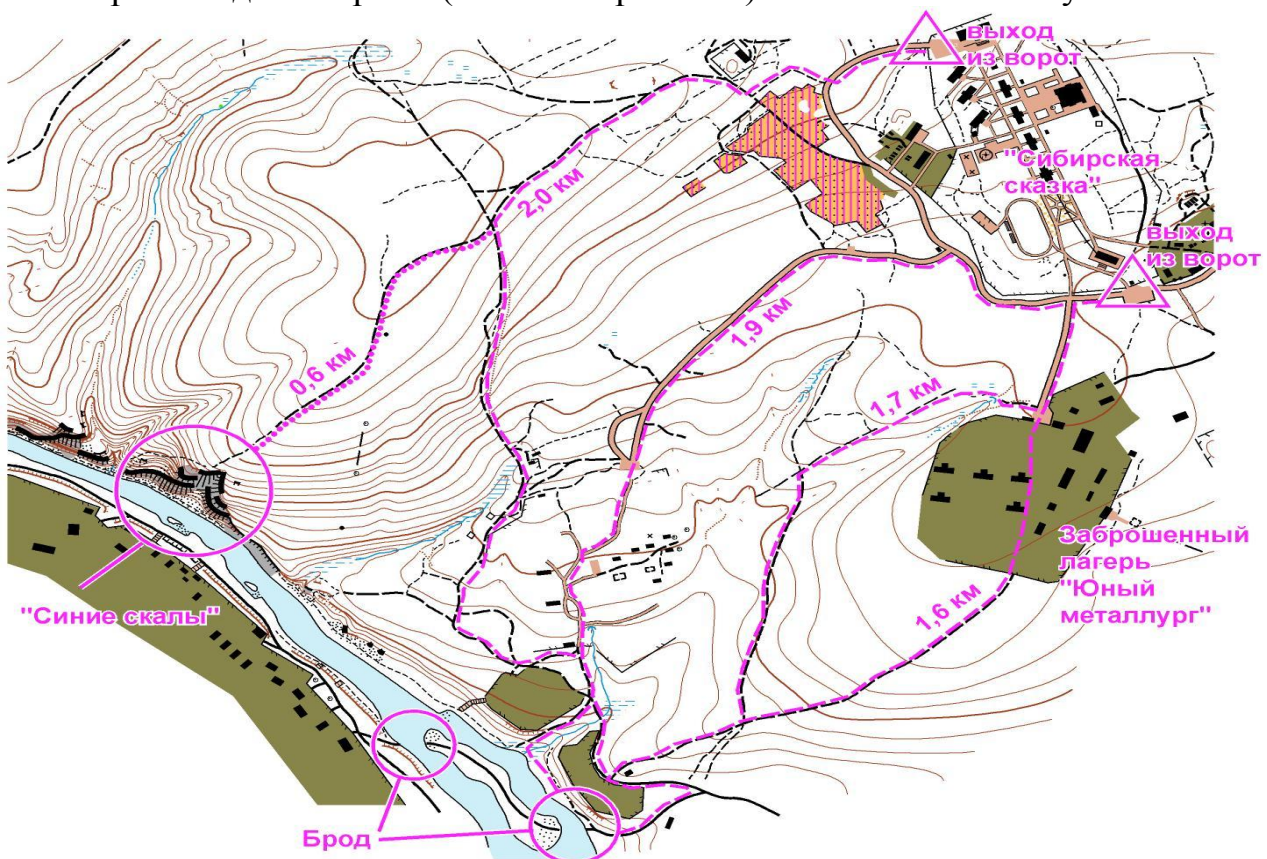 выход
из ворот
"Сибирская
сказка"
выход
из ворот
2,0 км
0,6 км
1,9 км
1,7 км
1,6 км
Заброшенный
лагерь
"Юный
металлург"
"Синие скалы"
Брод